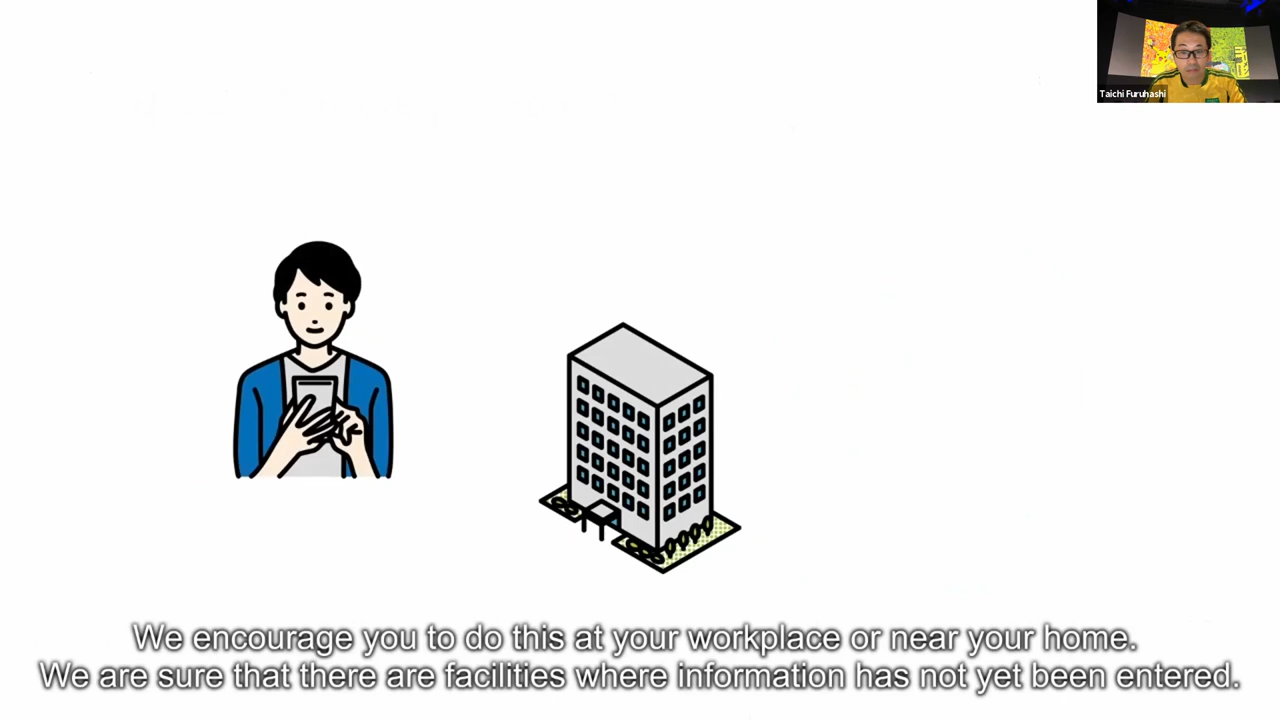 Taichi Furuhashi
We encourage you to do this at your workplace or near your home.
We are sure that there are facilities where information has not yet been entered.